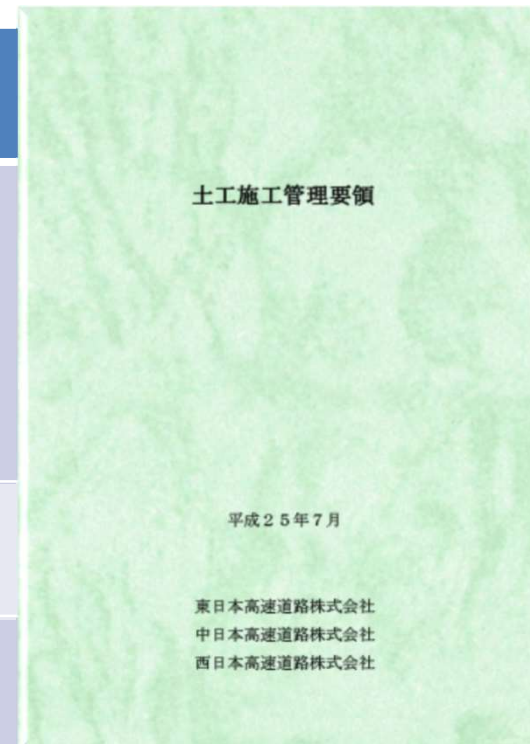 土工施工管理要領
平成２５年７月
東日本高速道路株式会社
中日本高速道路株式会社
西日本高速道路株式会社